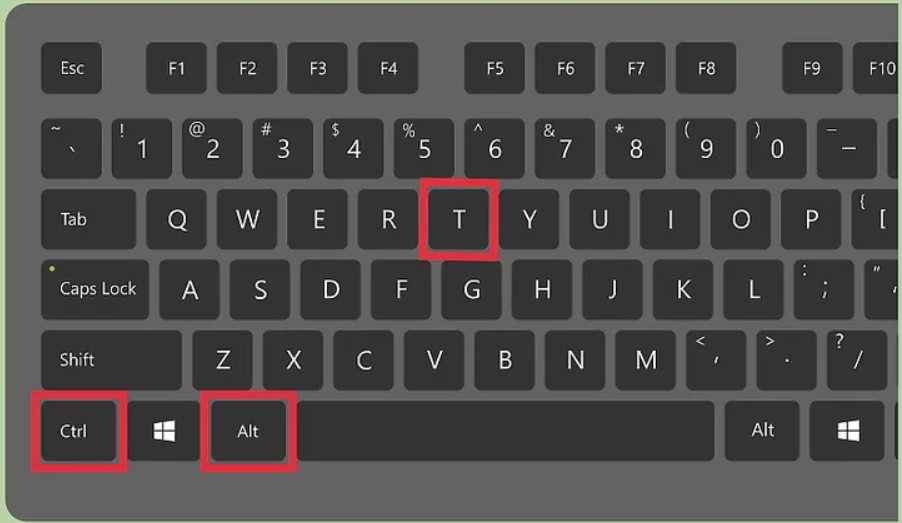 Esc F1 F2 F3 F4 F5 F6 F7 F8 F9 F10
~ ! @ # $ % ^ & * ( ) _
` 1 2 3 4 5 6 7 8 9 0 –
Tab Q W E R T Y U I O P { [
Caps Lock A S D F G H J K L : ; "
Shift Z X C V B N M < , > . ? /
Ctrl Alt Alt